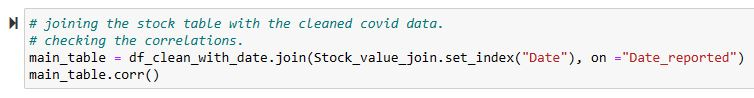 # joining the stock table with the cleaned covid data.
# checking the correlations.
main_table = df_clean_with_date.join(Stock_value_join.set_index("Date"), on ="Date_reported")
main_table.corr()